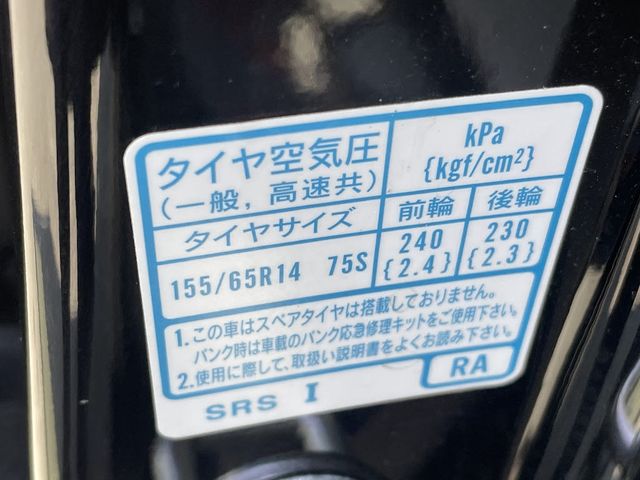 タイヤ空気圧
(一般, 高速共)
kPa
{kgf/cm²}
タイヤサイズ 前輪 後輪
155/65R14 75S 240 {2.4} 230 {2.3}
1. この車はスペアタイヤは搭載しておりません。
パンク時は車載のパンク応急修理キットをご使用下さい。
2. 使用に際して、取扱い説明書をよくお読み下さい。
SRS I RA